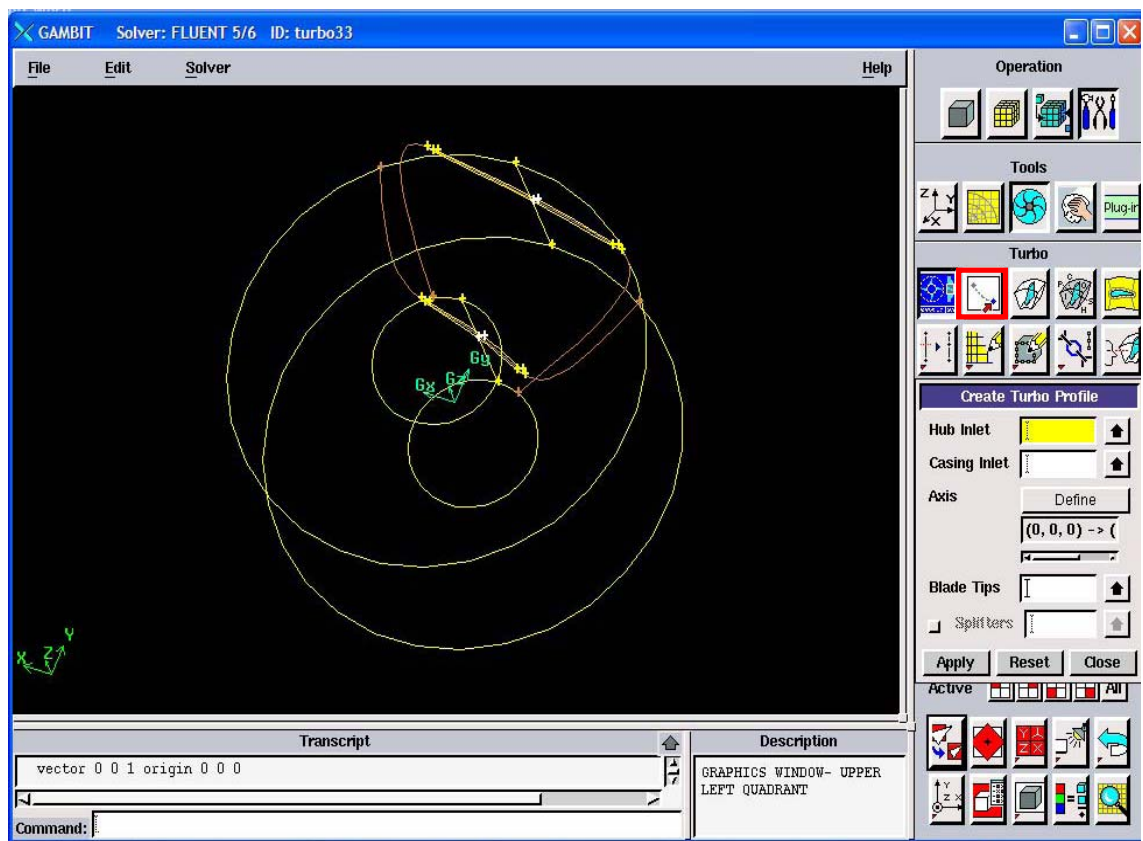 GAMBIT Solver: FLUENT 5/6 ID: turbo33
File Edit Solver Help
Operation
Tools
Z Y X
Plug-in
Turbo
Gy
Gx Gz
Create Turbo Profile
Hub Inlet
Casing Inlet
Axis Define
(0, 0, 0) -> (
Blade Tips
Splitters
Apply Reset Close
Active All
X Z Y
Transcript
Description
vector 0 0 1 origin 0 0 0
GRAPHICS WINDOW- UPPER
LEFT QUADRANT
Command: